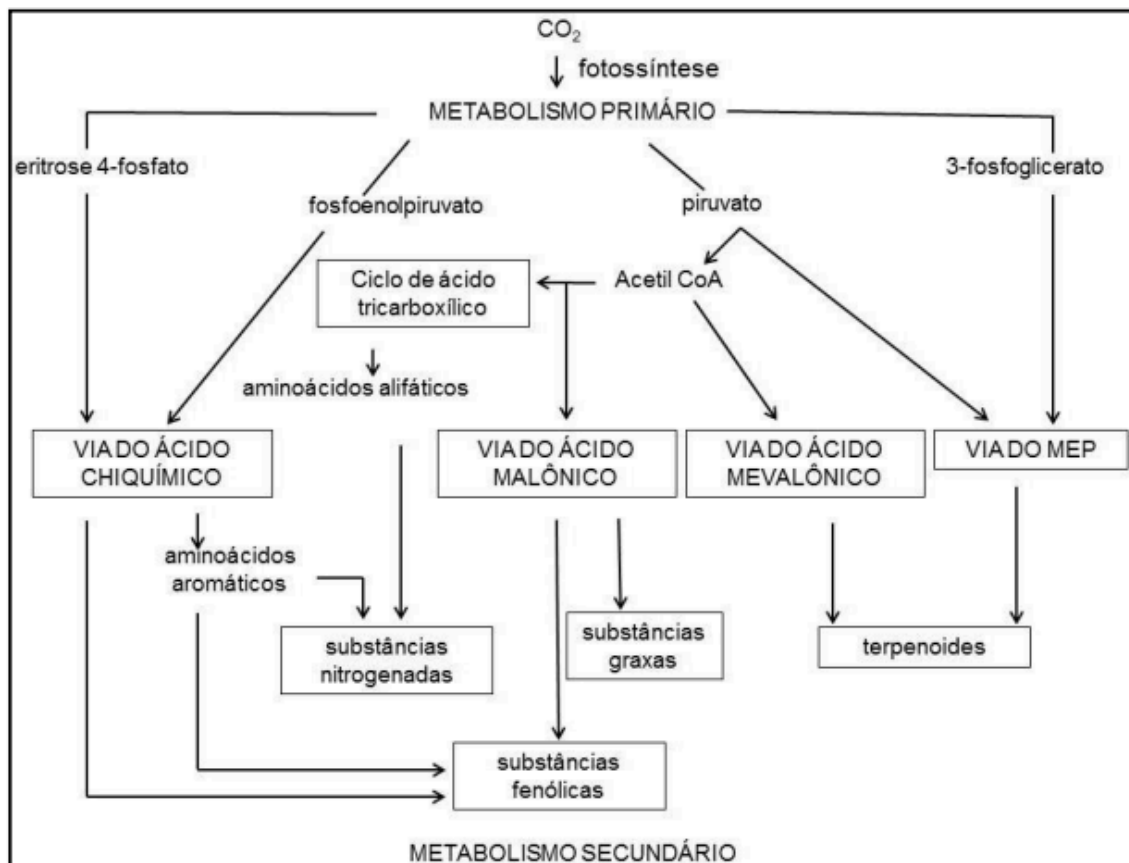 CO₂
fotossíntese
METABOLISMO PRIMÁRIO
eritrose 4-fosfato
3-fosfoglicerato
fosfoenolpiruvato
piruvato
Ciclo de ácido
tricarboxílico
Acetil CoA
aminoácidos alifáticos
VIA DO ÁCIDO
CHIQUÍMICO
VIA DO ÁCIDO
MALÔNICO
VIA DO ÁCIDO
MEVALÔNICO
VIA DO MEP
aminoácidos
aromáticos
substâncias
nitrogenadas
substâncias
graxas
terpenoides
substâncias
fenólicas
METABOLISMO SECUNDÁRIO